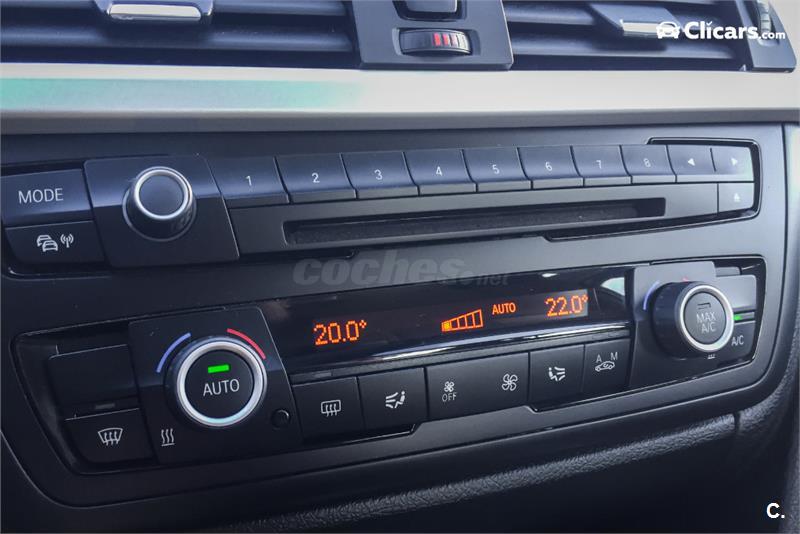 Clicars.com
1 2 3 4 5 6 7 8
MODE
coches.net
20.0° AUTO 22.0°
MAX A/C
A/C
AUTO
OFF
A M
C.